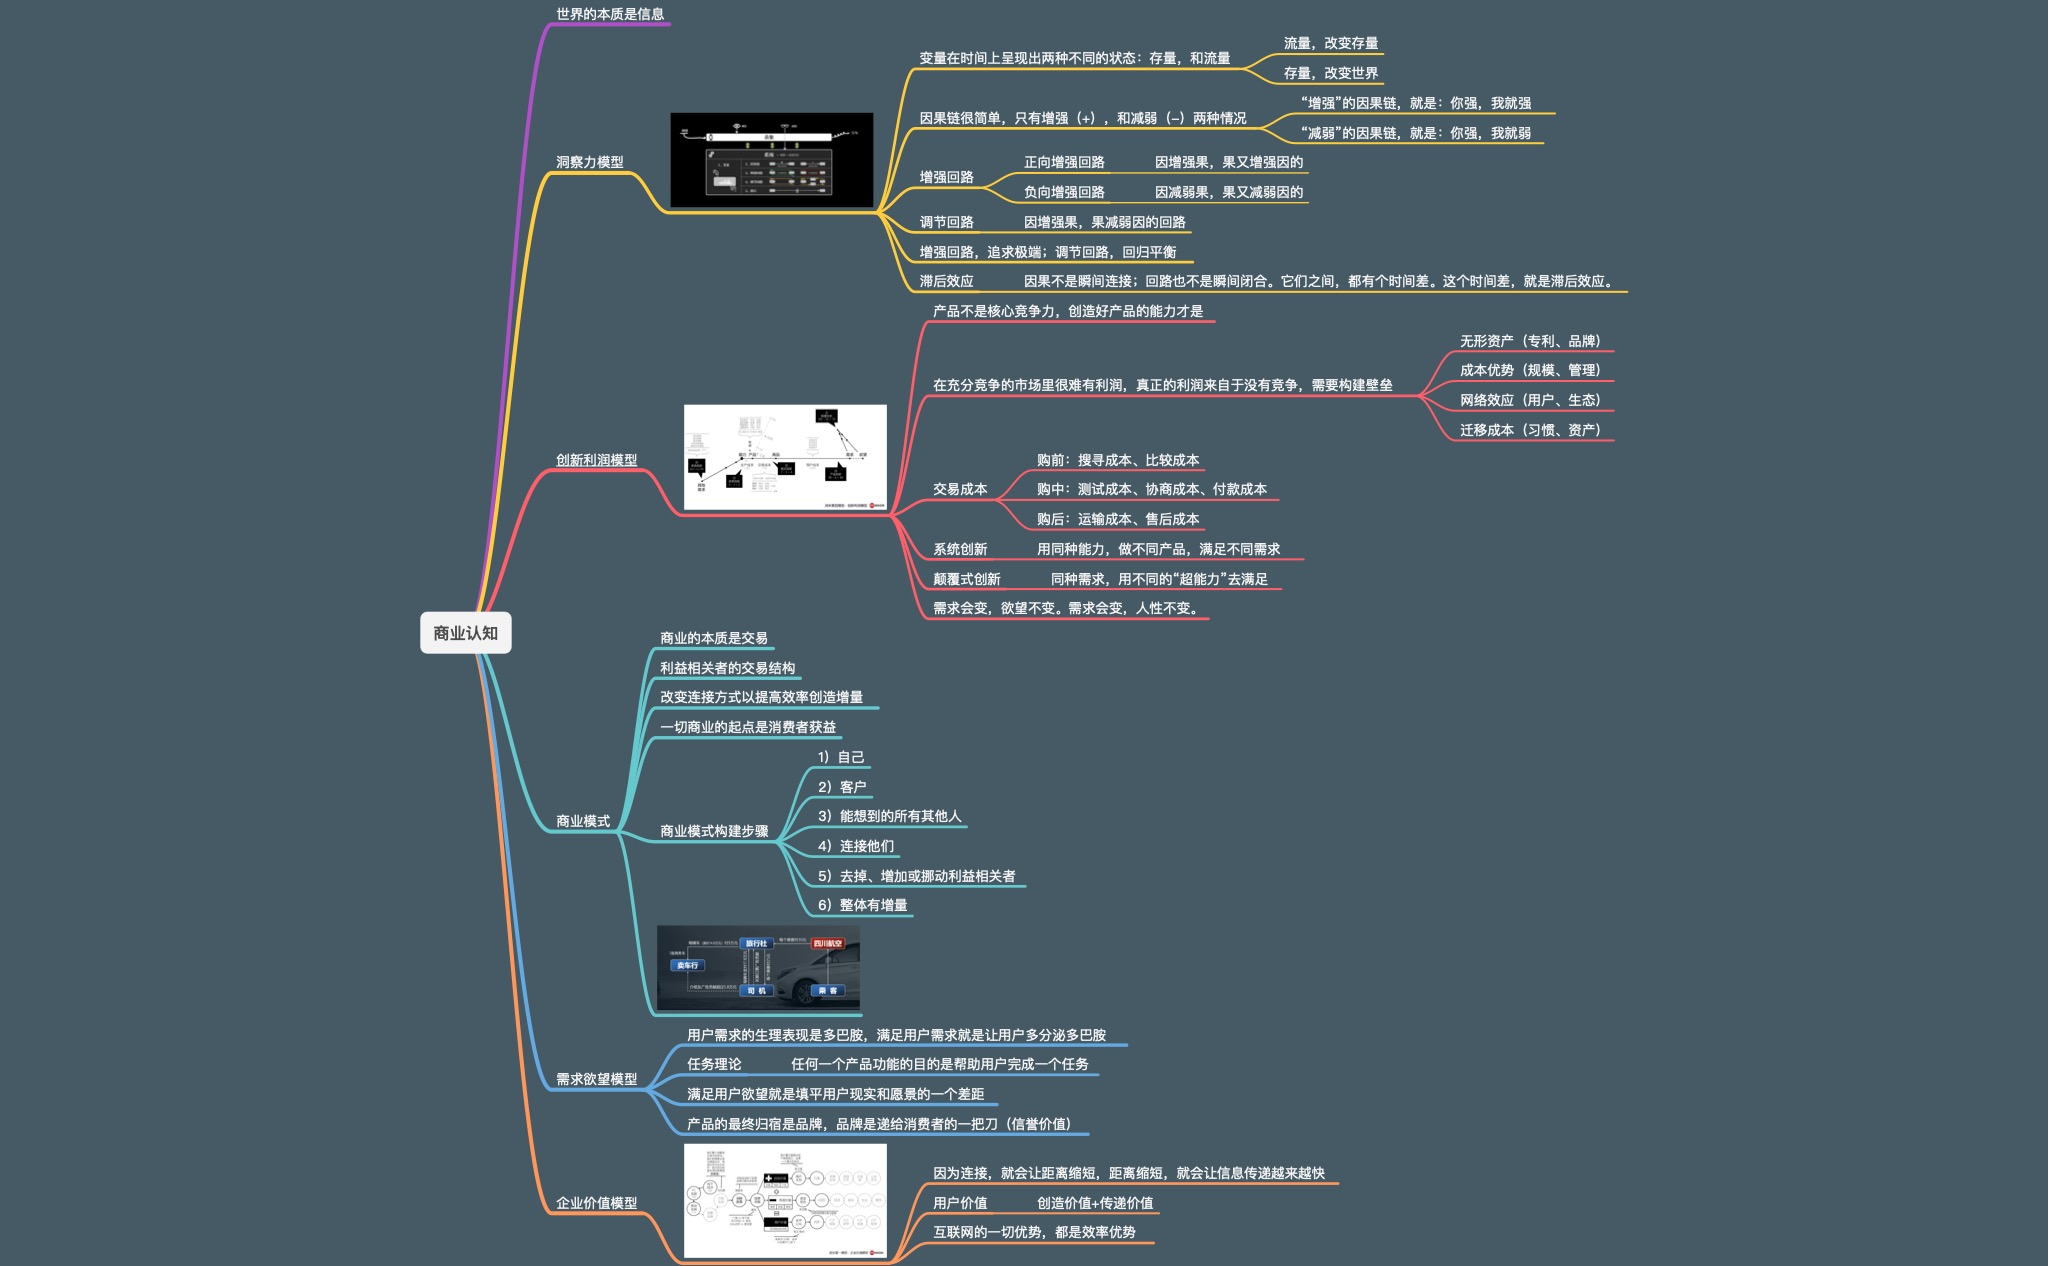 世界的本质是信息
洞察力模型
变量在时间上呈现出两种不同的状态：存量，和流量
流量，改变存量
存量，改变世界
因果链很简单，只有增强（+），和减弱（-）两种情况
“增强”的因果链，就是：你强，我就强
“减弱”的因果链，就是：你强，我就弱
增强回路
正向增强回路
因增强果，果又增强因的
负向增强回路
因减弱果，果又减弱因的
调节回路
因增强果，果减弱因的回路
增强回路，追求极端；调节回路，回归平衡
滞后效应
因果不是瞬间连接；回路也不是瞬间闭合。它们之间，都有个时间差。这个时间差，就是滞后效应。
创新利润模型
产品不是核心竞争力，创造好产品的能力才是
在充分竞争的市场里很难有利润，真正的利润来自于没有竞争，需要构建壁垒
无形资产（专利、品牌）
成本优势（规模、管理）
网络效应（用户、生态）
迁移成本（习惯、资产）
交易成本
购前：搜寻成本、比较成本
购中：测试成本、协商成本、付款成本
购后：运输成本、售后成本
系统创新
用同种能力，做不同产品，满足不同需求
颠覆式创新
同种需求，用不同的“超能力”去满足
需求会变，欲望不变。需求会变，人性不变。
商业认知
商业模式
商业的本质是交易
利益相关者的交易结构
改变连接方式以提高效率创造增量
一切商业的起点是消费者获益
商业模式构建步骤
1）自己
2）客户
3）能想到的所有其他人
4）连接他们
5）去掉、增加或挪动利益相关者
6）整体有增量
旅行社
四川航空
卖车行
司 机
乘 客
需求欲望模型
用户需求的生理表现是多巴胺，满足用户需求就是让用户多分泌多巴胺
任务理论
任何一个产品功能的目的是帮助用户完成一个任务
满足用户欲望就是填平用户现实和愿景的一个差距
产品的最终归宿是品牌，品牌是递给消费者的一把刀（信誉价值）
企业价值模型
因为连接，就会让距离缩短，距离缩短，就会让信息传递越来越快
用户价值
创造价值+传递价值
互联网的一切优势，都是效率优势